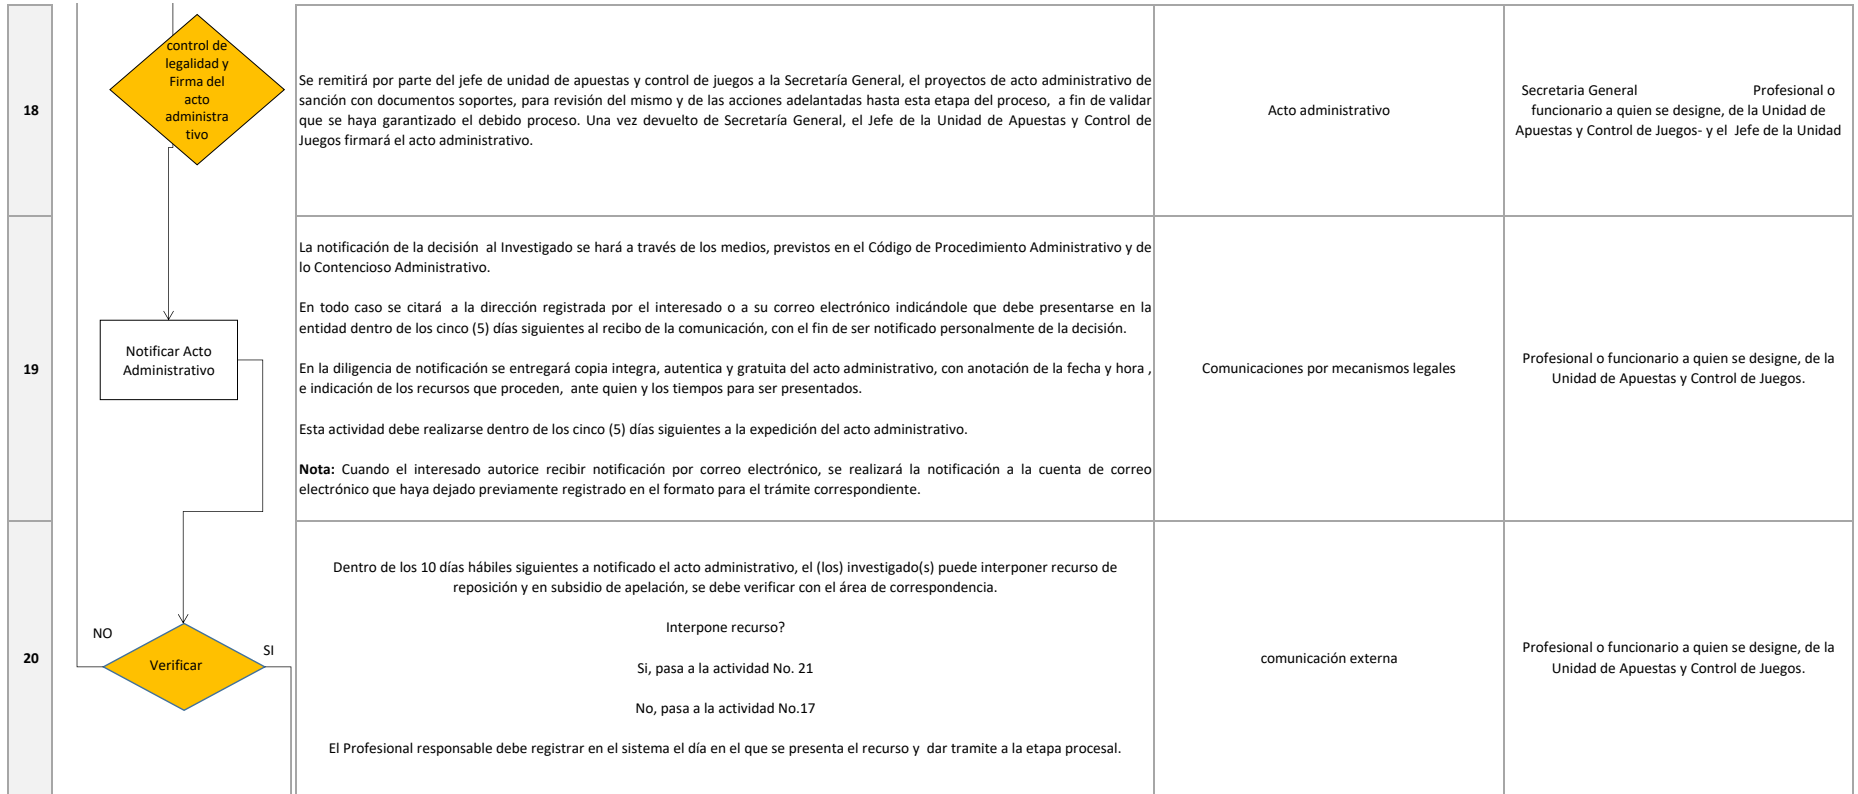 18
control de
legalidad y
Firma del
acto
administra
tivo
Se remitirá por parte del jefe de unidad de apuestas y control de juegos a la Secretaría General, el proyectos de acto administrativo de
sanción con documentos soportes, para revisión del mismo y de las acciones adelantadas hasta esta etapa del proceso, a fin de validar
que se haya garantizado el debido proceso. Una vez devuelto de Secretaría General, el Jefe de la Unidad de Apuestas y Control de
Juegos firmará el acto administrativo.
Acto administrativo
Secretaria General Profesional o
funcionario a quien se designe, de la Unidad de
Apuestas y Control de Juegos- y el Jefe de la Unidad
19
Notificar Acto
Administrativo
La notificación de la decisión al Investigado se hará a través de los medios, previstos en el Código de Procedimiento Administrativo y de
lo Contencioso Administrativo.
En todo caso se citará a la dirección registrada por el interesado o a su correo electrónico indicándole que debe presentarse en la
entidad dentro de los cinco (5) días siguientes al recibo de la comunicación, con el fin de ser notificado personalmente de la decisión.
En la diligencia de notificación se entregará copia integra, autentica y gratuita del acto administrativo, con anotación de la fecha y hora ,
e indicación de los recursos que proceden, ante quien y los tiempos para ser presentados.
Esta actividad debe realizarse dentro de los cinco (5) días siguientes a la expedición del acto administrativo.
Nota: Cuando el interesado autorice recibir notificación por correo electrónico, se realizará la notificación a la cuenta de correo
electrónico que haya dejado previamente registrado en el formato para el trámite correspondiente.
Comunicaciones por mecanismos legales
Profesional o funcionario a quien se designe, de la
Unidad de Apuestas y Control de Juegos.
20
NO
Verificar
SI
Dentro de los 10 días hábiles siguientes a notificado el acto administrativo, el (los) investigado(s) puede interponer recurso de
reposición y en subsidio de apelación, se debe verificar con el área de correspondencia.
Interpone recurso?
Si, pasa a la actividad No. 21
No, pasa a la actividad No.17
El Profesional responsable debe registrar en el sistema el día en el que se presenta el recurso y dar tramite a la etapa procesal.
comunicación externa
Profesional o funcionario a quien se designe, de la
Unidad de Apuestas y Control de Juegos.